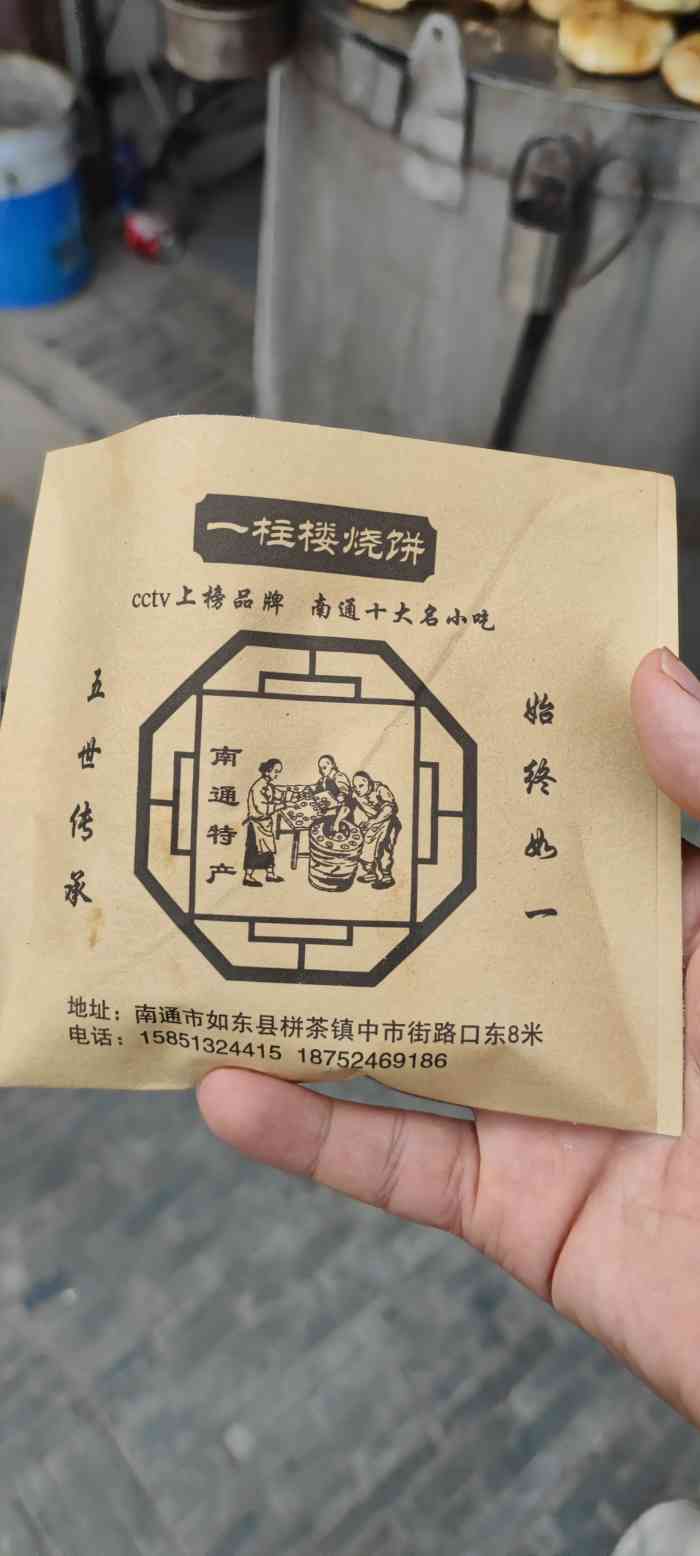 一柱楼烧饼
cctv上榜品牌 南通十大名小吃
五世传承
南通特产
始终如一
地址：南通市如东县栟茶镇中市街路口东8米
电话：15851324415 18752469186